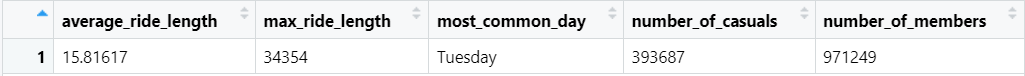 average_ride_length max_ride_length most_common_day number_of_casuals number_of_members
1 15.81617 34354 Tuesday 393687 971249